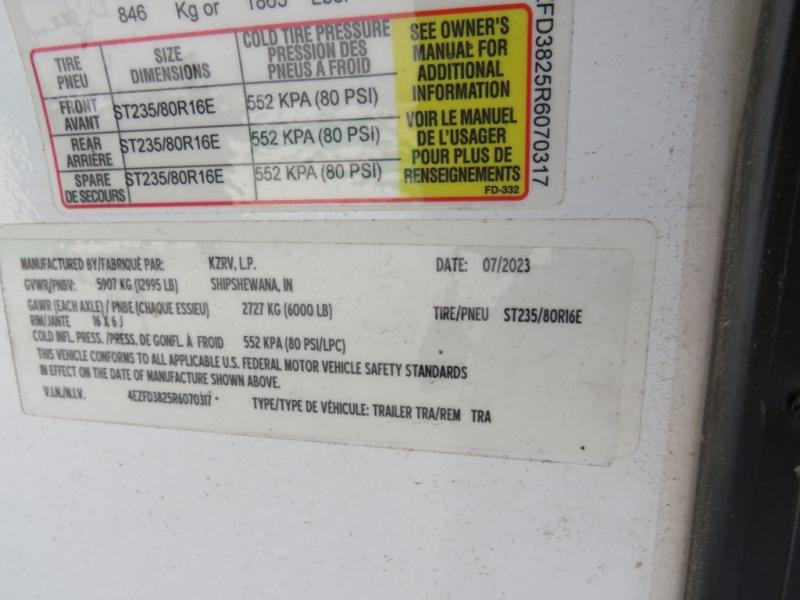 846 Kg or 1865
TIRE PNEU SIZE DIMENSIONS COLD TIRE PRESSURE PRESSION DES PNEUS A FROID
FRONT AVANT ST235/80R16E 552 KPA (80 PSI)
REAR ARRIÈRE ST235/80R16E 552 KPA (80 PSI)
SPARE DE SECOURS ST235/80R16E 552 KPA (80 PSI)
SEE OWNER'S
MANUAL FOR
ADDITIONAL
INFORMATION
VOIR LE MANUEL
DE L'USAGER
POUR PLUS DE
RENSEIGNEMENTS
FD-332
ZFD3825R6070317
MANUFACTURED BY/FABRIQUÉ PAR: KZRV, L.P. DATE: 07/2023
GVWR/PNBV: 5907 KG (12995 LB) SHIPSHEWANA, IN
GAWR (EACH AXLE) / PNBE (CHAQUE ESSIEU) 2727 KG (6000 LB) TIRE/PNEU ST235/80R16E
RIM/JANTE 16 X 6 J
COLD INFL. PRESS. /PRESS. DE GONFL. À FROID 552 KPA (80 PSI/LPC)
THIS VEHICLE CONFORMS TO ALL APPLICABLE U.S. FEDERAL MOTOR VEHICLE SAFETY STANDARDS
IN EFFECT ON THE DATE OF MANUFACTURE SHOWN ABOVE.
V.I.N./N.I.V. 4EZFD3825R6070317 TYPE/TYPE DE VÉHICULE: TRAILER TRA/REM TRA